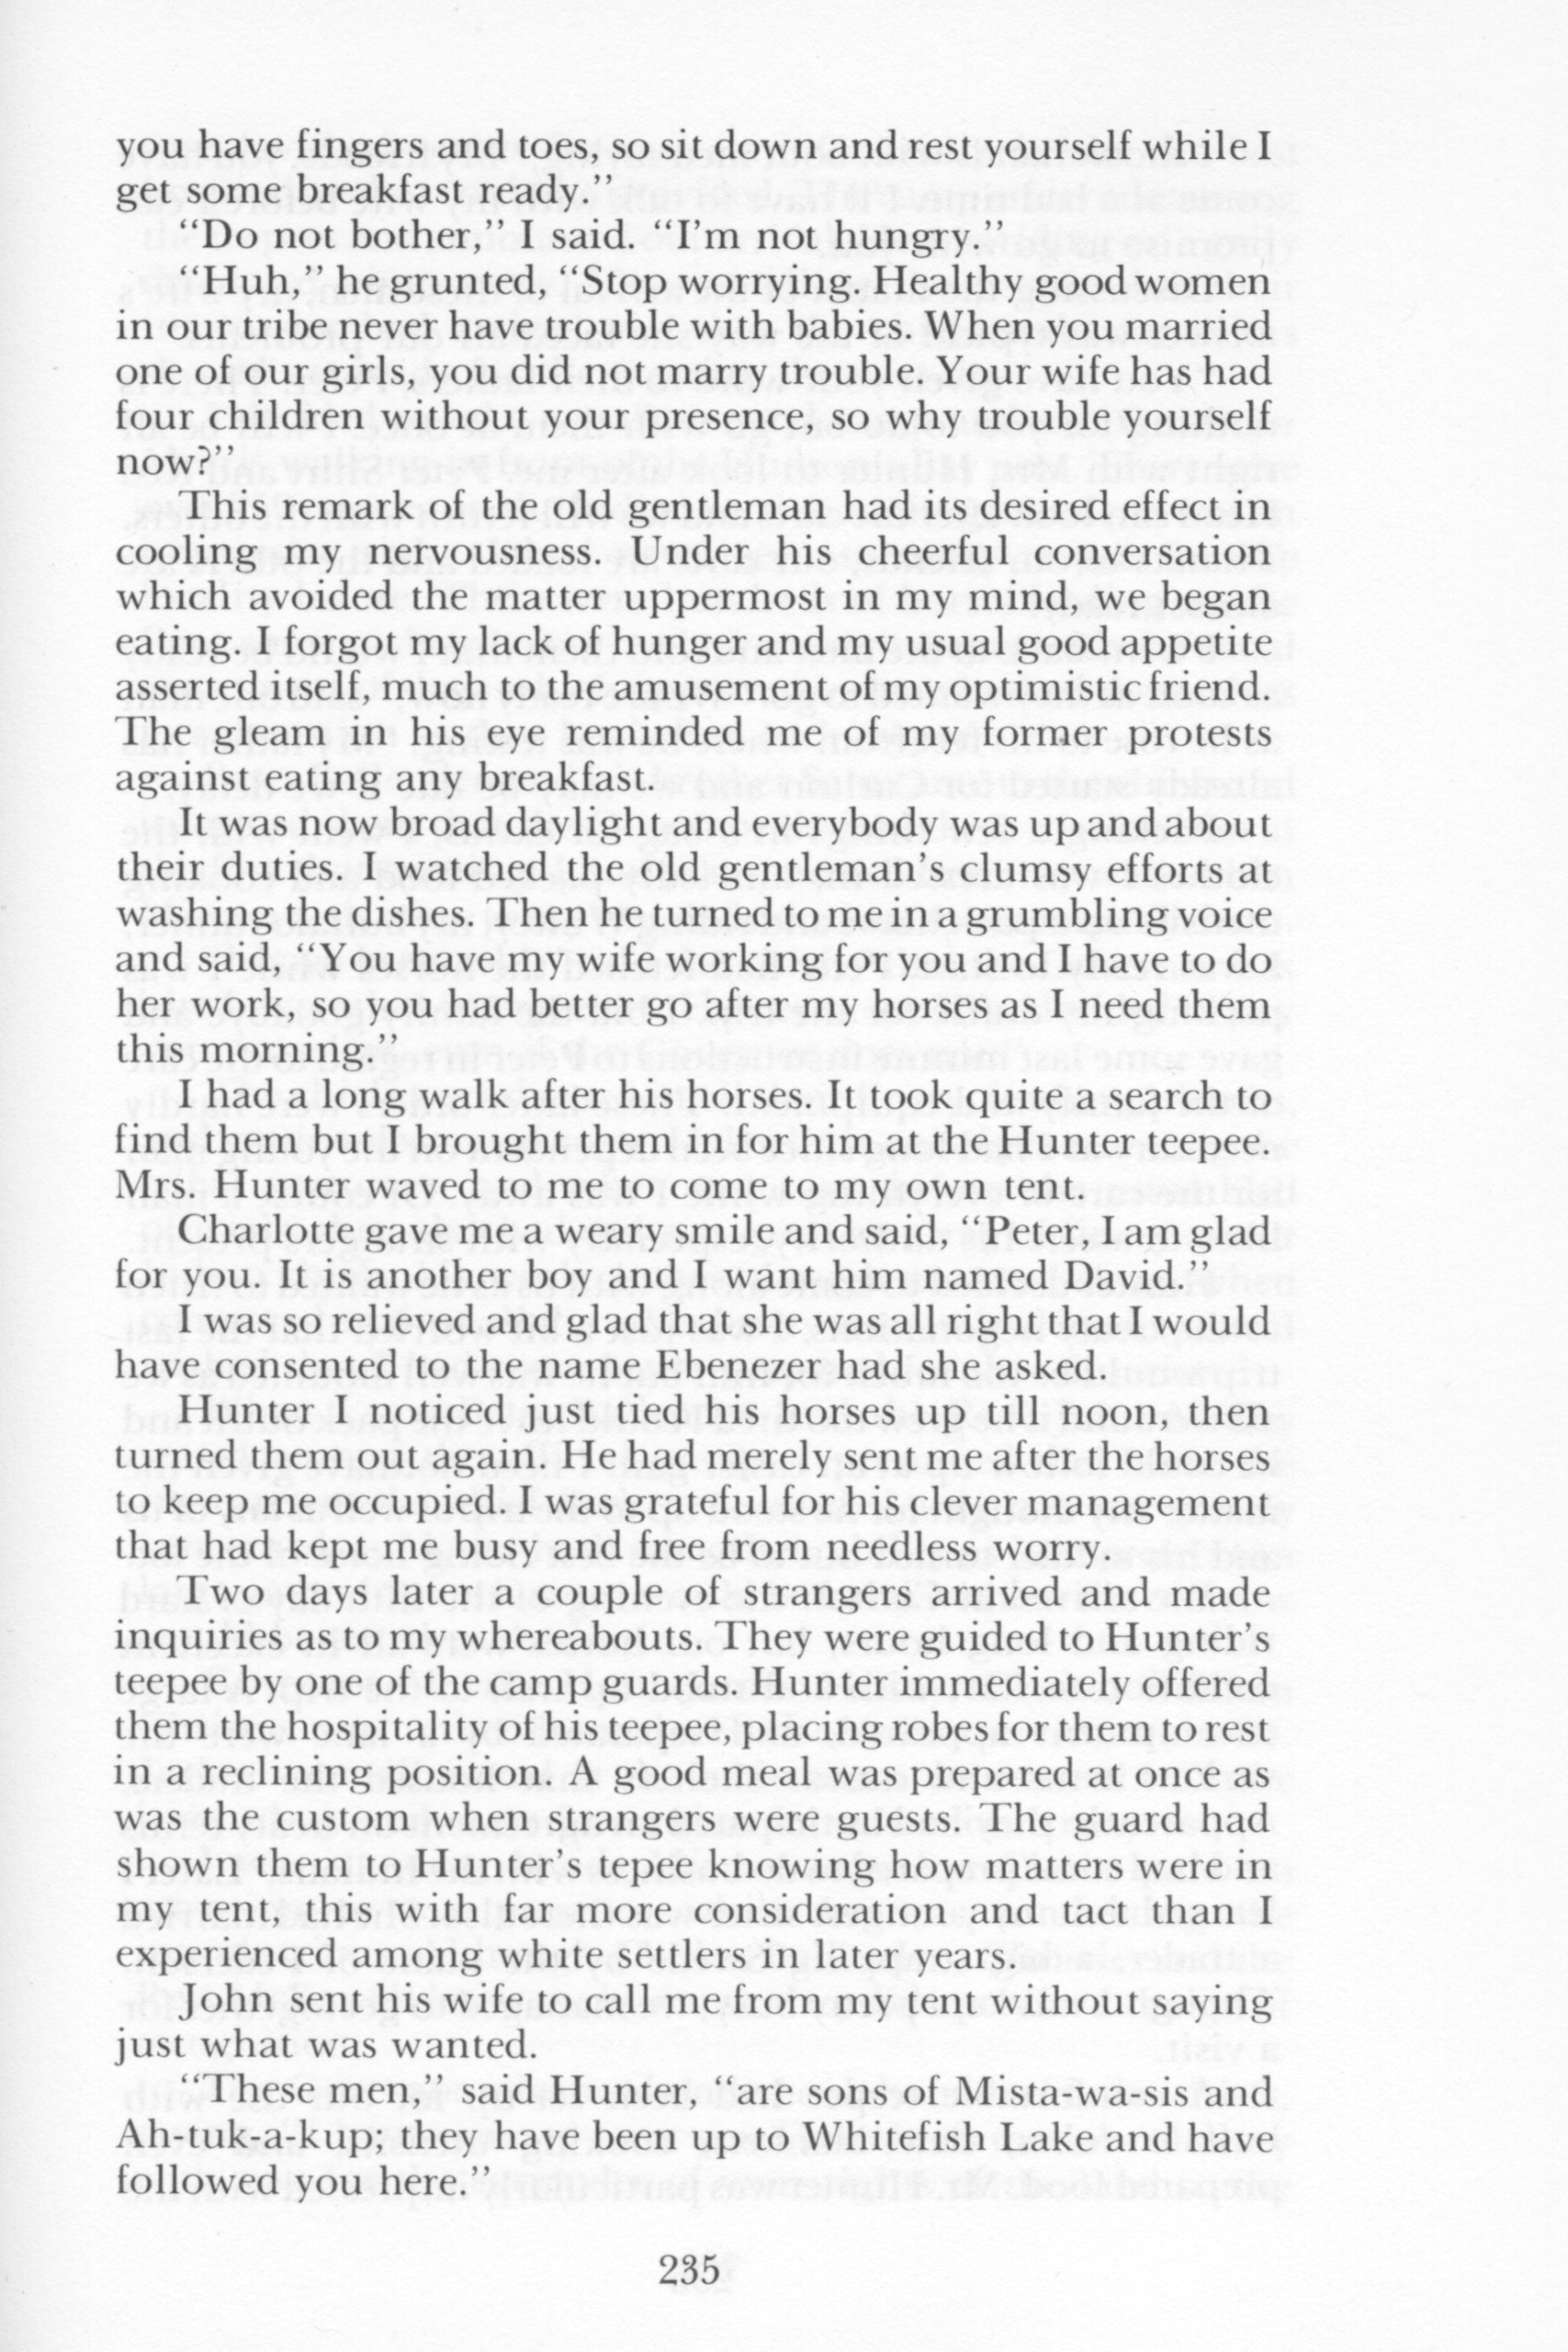 you have fingers and toes, so sit down and rest yourself while I
get some breakfast ready.”
“Do not bother,” I said. “I'm not hungry.”
“Huh,” he grunted, “Stop worrying. Healthy good women
in our tribe never have trouble with babies. When you married
one of our girls, you did not marry trouble. Your wife has had
four children without your presence, so why trouble yourself
now?”
This remark of the old gentleman had its desired effect in
cooling my nervousness. Under his cheerful conversation
which avoided the matter uppermost in my mind, we began
eating. I forgot my lack of hunger and my usual good appetite
asserted itself, much to the amusement of my optimistic friend.
The gleam in his eye reminded me of my former protests
against eating any breakfast.
It was now broad daylight and everybody was up and about
their duties. I watched the old gentleman's clumsy efforts at
washing the dishes. Then he turned to me in a grumbling voice
and said, “You have my wife working for you and I have to do
her work, so you had better go after my horses as I need them
this morning.”
I had a long walk after his horses. It took quite a search to
find them but I brought them in for him at the Hunter teepee.
Mrs. Hunter waved to me to come to my own tent.
Charlotte gave me a weary smile and said, “Peter, I am glad
for you. It is another boy and I want him named David.”
I was so relieved and glad that she was all right that I would
have consented to the name Ebenezer had she asked.
Hunter I noticed just tied his horses up till noon, then
turned them out again. He had merely sent me after the horses
to keep me occupied. I was grateful for his clever management
that had kept me busy and free from needless worry.
Two days later a couple of strangers arrived and made
inquiries as to my whereabouts. They were guided to Hunter's
teepee by one of the camp guards. Hunter immediately offered
them the hospitality of his teepee, placing robes for them to rest
in a reclining position. A good meal was prepared at once as
was the custom when strangers were guests. The guard had
shown them to Hunter's tepee knowing how matters were in
my tent, this with far more consideration and tact than I
experienced among white settlers in later years.
John sent his wife to call me from my tent without saying
just what was wanted.
“These men,” said Hunter, “are sons of Mista-wa-sis and
Ah-tuk-a-kup; they have been up to Whitefish Lake and have
followed you here.”
235